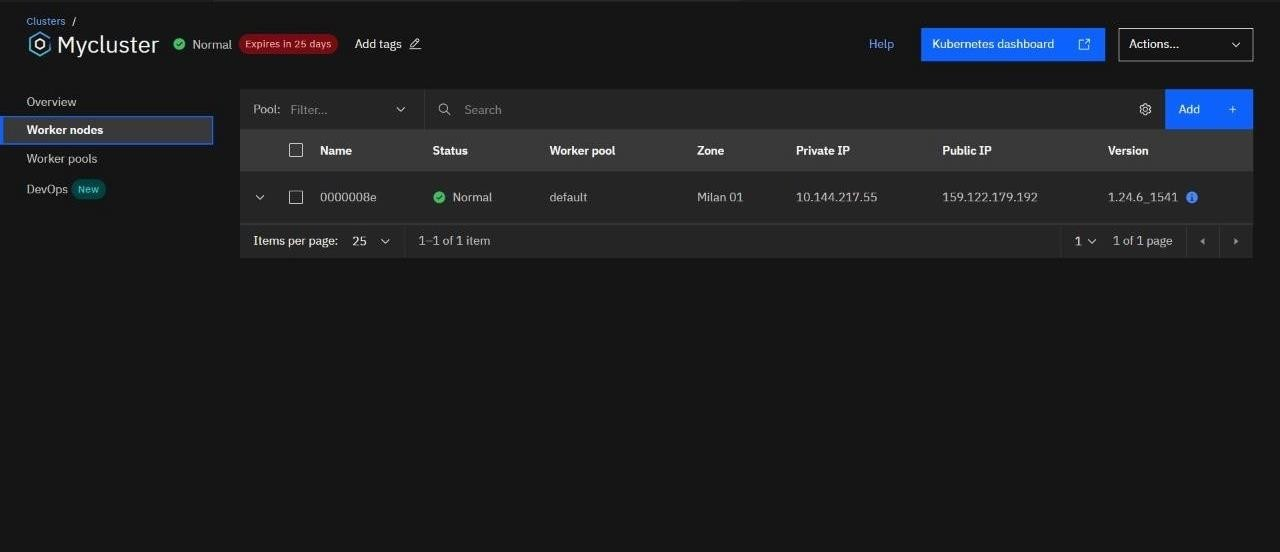 Clusters /
Mycluster Normal Expires in 25 days Add tags Help Kubernetes dashboard Actions...
Overview
Worker nodes
Worker pools
DevOps New
Pool: Filter... Search Add +
Name Status Worker pool Zone Private IP Public IP Version
0000008e Normal default Milan 01 10.144.217.55 159.122.179.192 1.24.6_1541
Items per page: 25 1–1 of 1 item 1 1 of 1 page